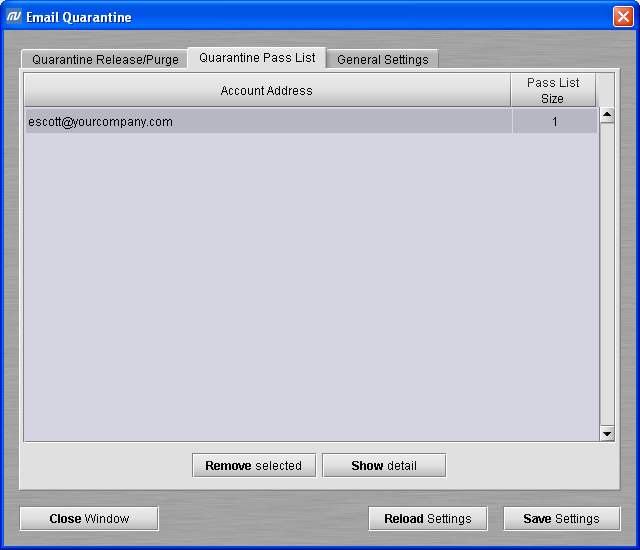 Email Quarantine
Quarantine Release/Purge
Quarantine Pass List
General Settings
Account Address
Pass List
Size
escott@yourcompany.com
1
Remove selected
Show detail
Close Window
Reload Settings
Save Settings